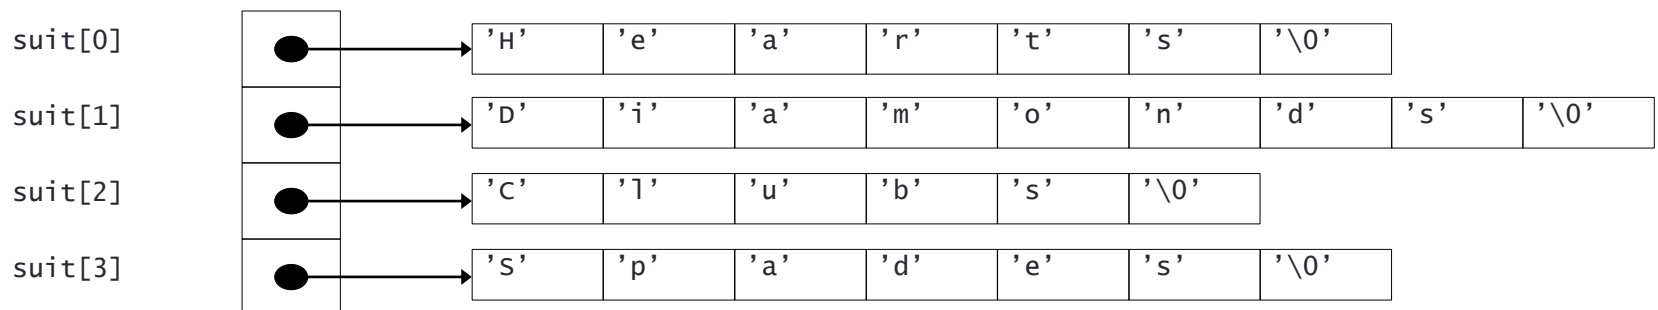 suit[0] ’H’ ’e’ ’a’ ’r’ ’t’ ’s’ ’\0’
suit[1] ’D’ ’i’ ’a’ ’m’ ’o’ ’n’ ’d’ ’s’ ’\0’
suit[2] ’C’ ’l’ ’u’ ’b’ ’s’ ’\0’
suit[3] ’S’ ’p’ ’a’ ’d’ ’e’ ’s’ ’\0’